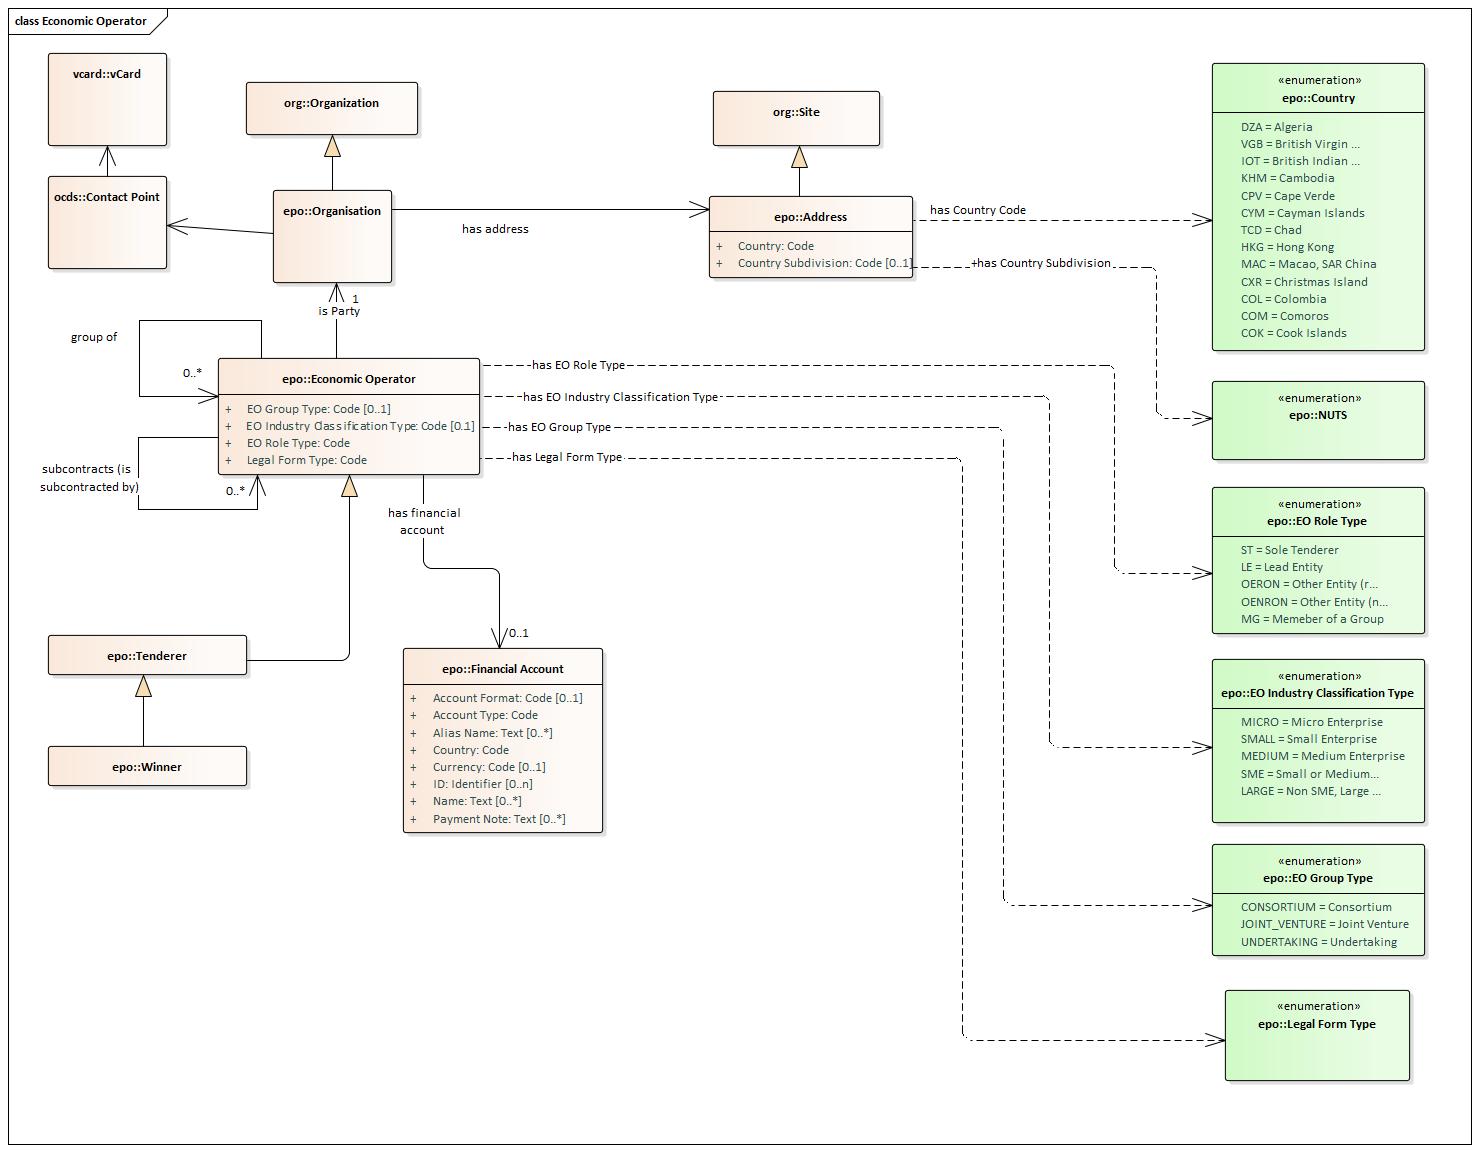 class Economic Operator
vcard::vCard
ocds::Contact Point
org::Organization
epo::Organisation
has address
org::Site
epo::Address
+ Country: Code
+ Country Subdivision: Code [0..1]
has Country Code
+has Country Subdivision
«enumeration»
epo::Country
DZA = Algeria
VGB = British Virgin ...
IOT = British Indian ...
KHM = Cambodia
CPV = Cape Verde
CYM = Cayman Islands
TCD = Chad
HKG = Hong Kong
MAC = Macao, SAR China
CXR = Christmas Island
COL = Colombia
COM = Comoros
COK = Cook Islands
1
is Party
group of
0..*
epo::Economic Operator
+ EO Group Type: Code [0..1]
+ EO Industry Classification Type: Code [0.1]
+ EO Role Type: Code
+ Legal Form Type: Code
subcontracts (is
subcontracted by)
0..*
has EO Role Type
has EO Industry Classification Type
has EO Group Type
has Legal Form Type
«enumeration»
epo::NUTS
«enumeration»
epo::EO Role Type
ST = Sole Tenderer
LE = Lead Entity
OERON = Other Entity (r...
OENRON = Other Entity (n...
MG = Memeber of a Group
has financial
account
0..1
epo::Tenderer
epo::Winner
epo::Financial Account
+ Account Format: Code [0..1]
+ Account Type: Code
+ Alias Name: Text [0..*]
+ Country: Code
+ Currency: Code [0..1]
+ ID: Identifier [0..n]
+ Name: Text [0..*]
+ Payment Note: Text [0..*]
«enumeration»
epo::EO Industry Classification Type
MICRO = Micro Enterprise
SMALL = Small Enterprise
MEDIUM = Medium Enterprise
SME = Small or Medium...
LARGE = Non SME, Large ...
«enumeration»
epo::EO Group Type
CONSORTIUM = Consortium
JOINT_VENTURE = Joint Venture
UNDERTAKING = Undertaking
«enumeration»
epo::Legal Form Type